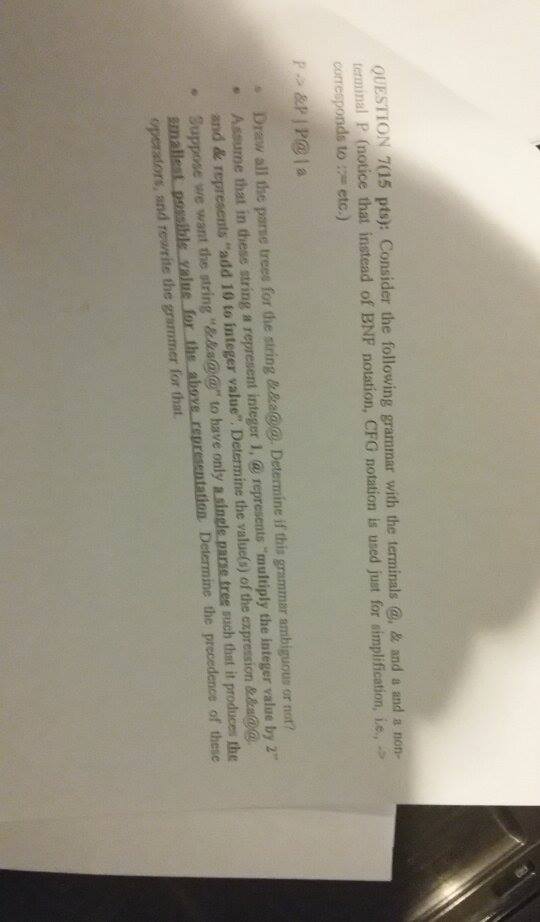 QUESTION 7(15 pts): Consider the following grammar with the terminals @, & and a and a non-
terminal P (notice that instead of BNF notation, CFG notation is used just for simplification, i.e., ->
corresponds to ::= etc.)
P -> &P | P@ | a
• Draw all the parse trees for the string &&a@@. Determine if this grammar ambiguous or not?
• Assume that in these string a represent integer 1, @ represents "multiply the integer value by 2"
and & represents "add 10 to integer value". Determine the value(s) of the expression &&a@@.
• Suppose we want the string "&&a@@" to have only a single parse tree such that it produces the
smallest possible value for the above representation. Determine the precedence of these
operators, and rewrite the grammer for that.